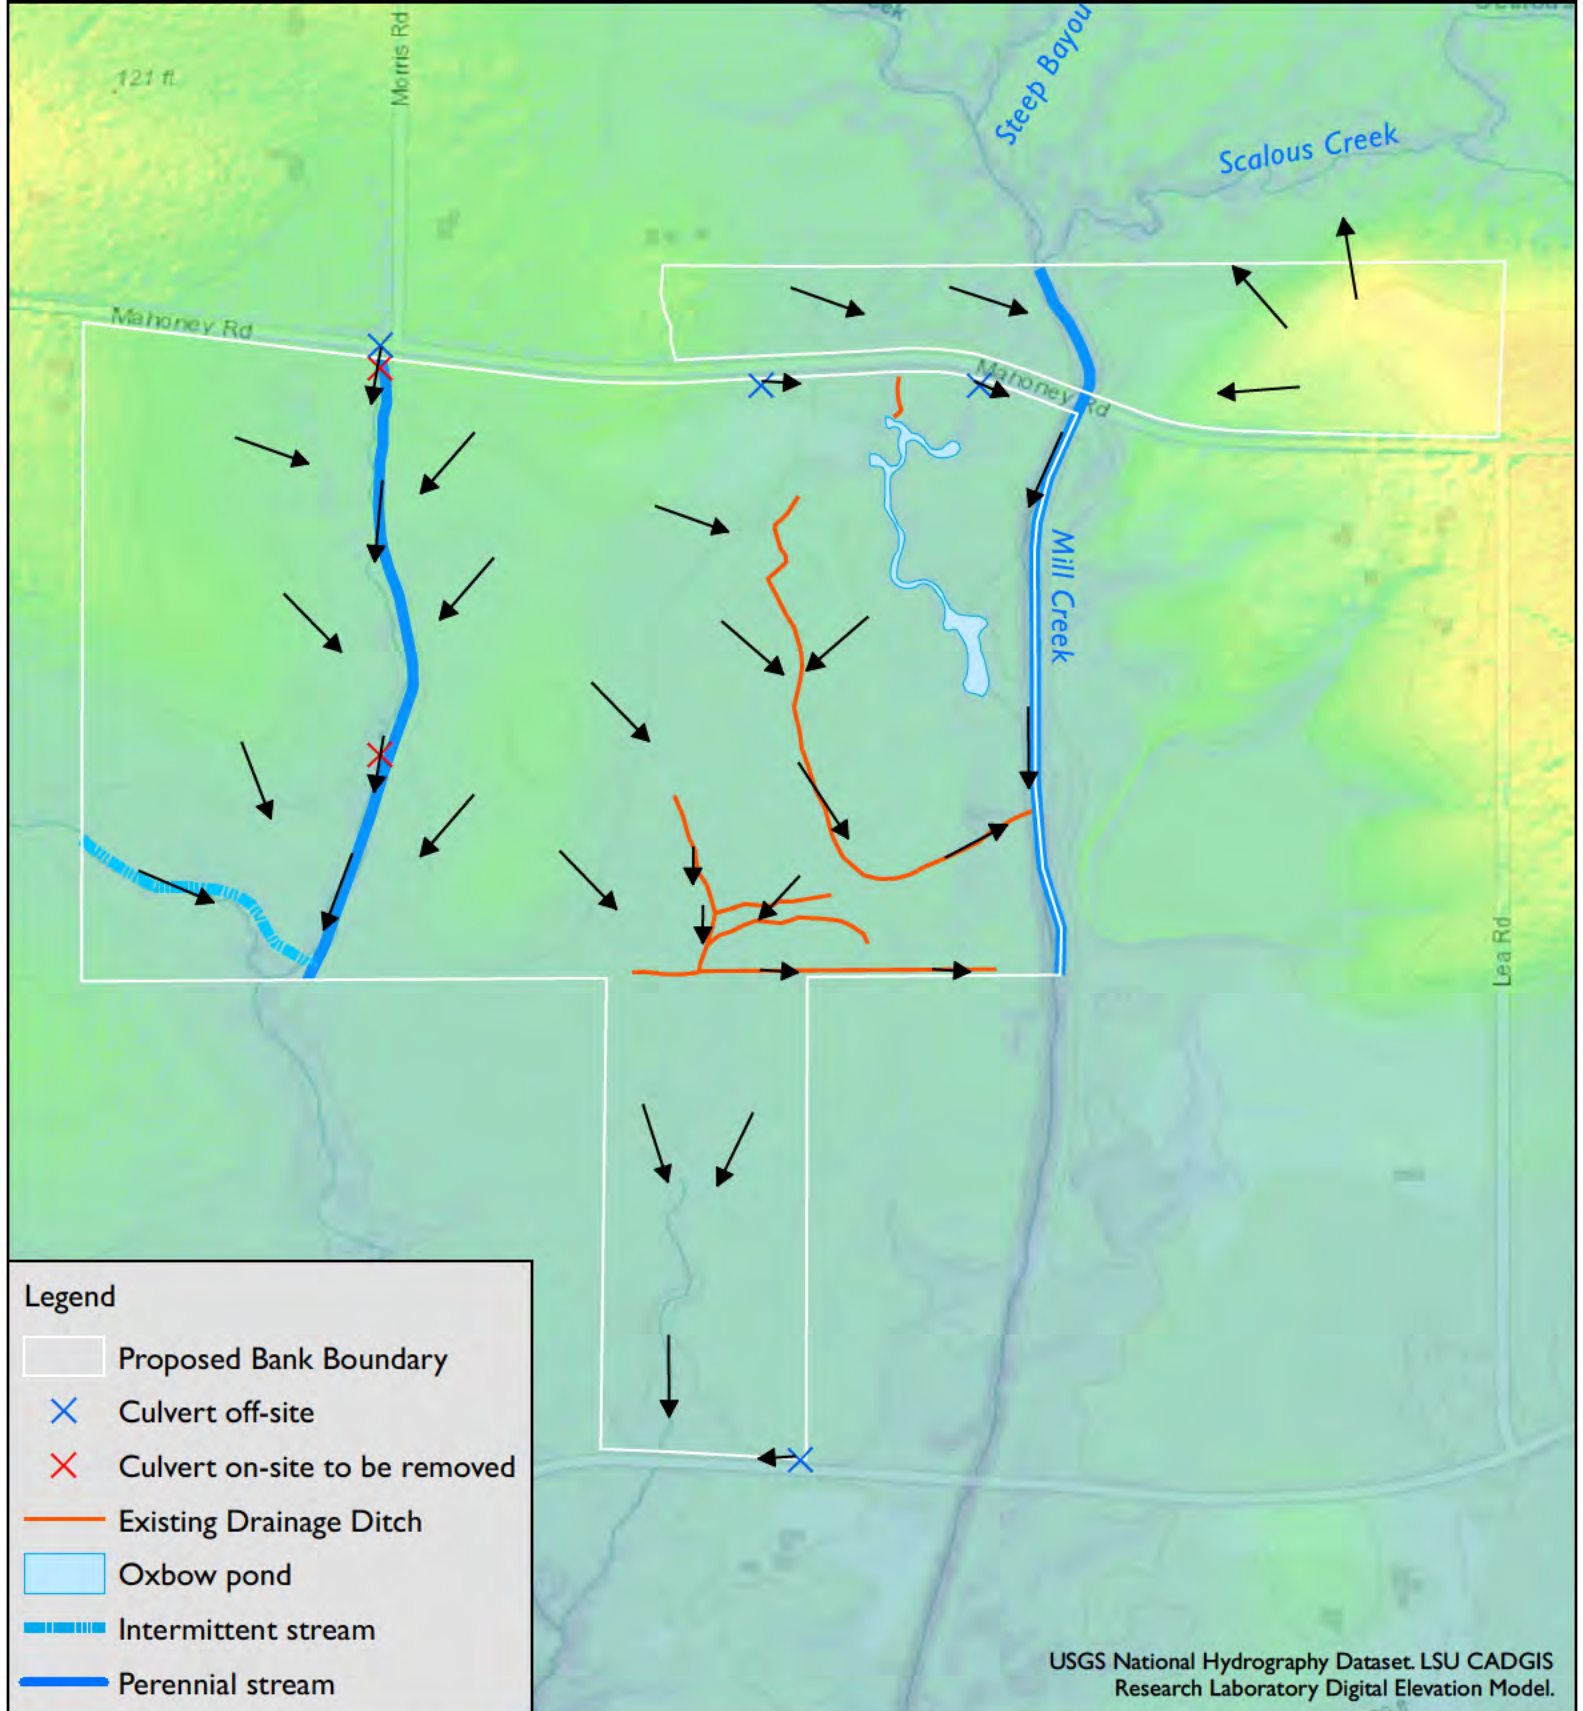 121 ft
Morris Rd
Steep Bayou
Scalous Creek
Mahoney Rd
Mahoney Rd
Mill Creek
Lea Rd
Legend
Proposed Bank Boundary
Culvert off-site
Culvert on-site to be removed
Existing Drainage Ditch
Oxbow pond
Intermittent stream
Perennial stream
USGS National Hydrography Dataset. LSU CADGIS
Research Laboratory Digital Elevation Model.